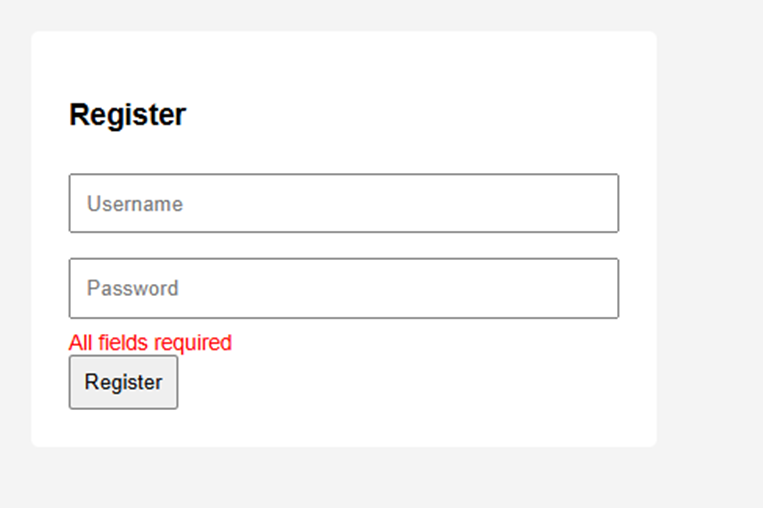 Register
Username
Password
All fields required
Register